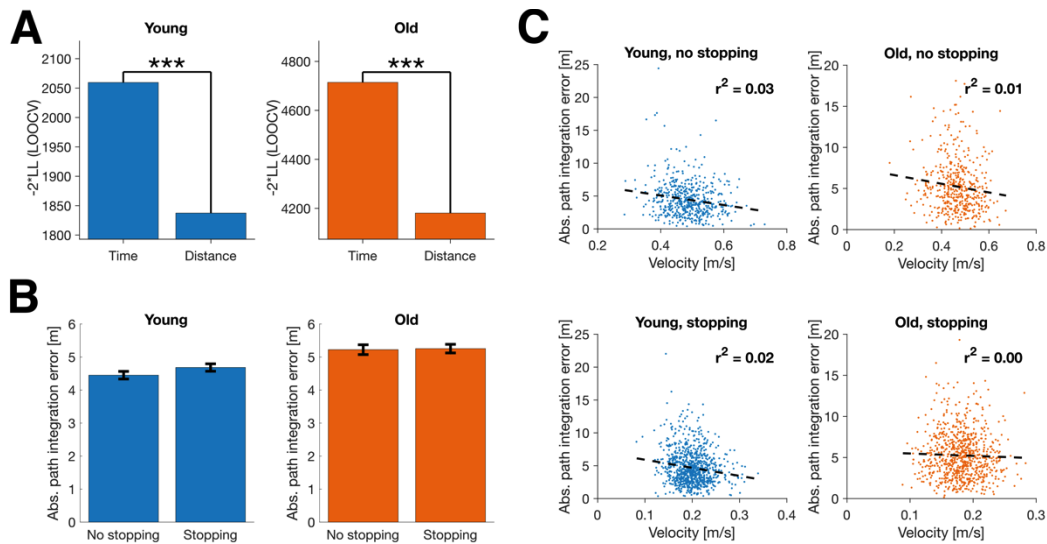 A
Young
-2*LL (LOOCV)
2100
2050
2000
1950
1900
1850
1800
***
Time
Distance
Old
-2*LL (LOOCV)
4800
4600
4400
4200
***
Time
Distance
B
Young
Abs. path integration error [m]
6
5
4
3
2
1
0
No stopping
Stopping
Old
Abs. path integration error [m]
6
5
4
3
2
1
0
No stopping
Stopping
C
Young, no stopping
Abs. path integration error [m]
25
20
15
10
5
0
r² = 0.03
0.2
0.4
0.6
0.8
Velocity [m/s]
Old, no stopping
Abs. path integration error [m]
20
15
10
5
0
r² = 0.01
0
0.2
0.4
0.6
0.8
Velocity [m/s]
Young, stopping
Abs. path integration error [m]
25
20
15
10
5
0
r² = 0.02
0
0.1
0.2
0.3
0.4
Velocity [m/s]
Old, stopping
Abs. path integration error [m]
20
15
10
5
0
r² = 0.00
0
0.1
0.2
0.3
Velocity [m/s]